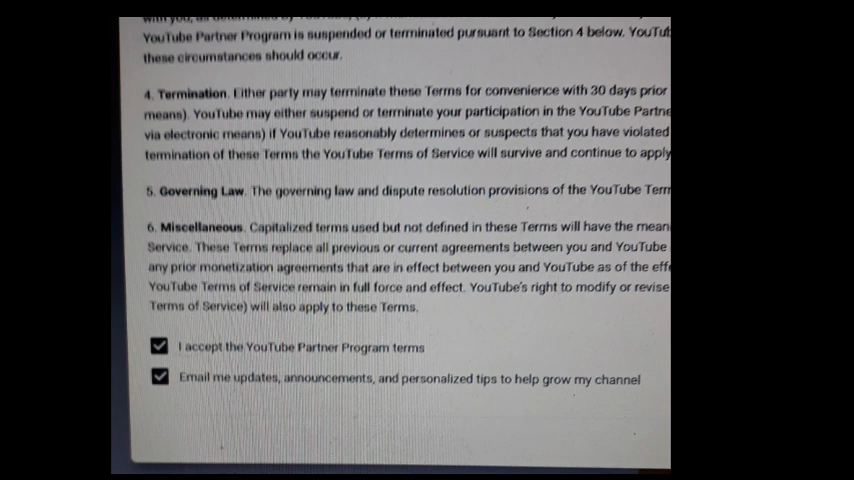 with you, as determined by YouTube,
YouTube Partner Program is suspended or terminated pursuant to Section 4 below. YouTub
these circumstances should occur.
4. Termination. Either party may terminate these Terms for convenience with 30 days prior
means). YouTube may either suspend or terminate your participation in the YouTube Partne
via electronic means) if YouTube reasonably determines or suspects that you have violated
termination of these Terms the YouTube Terms of Service will survive and continue to apply
5. Governing Law. The governing law and dispute resolution provisions of the YouTube Term
6. Miscellaneous. Capitalized terms used but not defined in these Terms will have the mean
Service. These Terms replace all previous or current agreements between you and YouTube
any prior monetization agreements that are in effect between you and YouTube as of the effe
YouTube Terms of Service remain in full force and effect. YouTube's right to modify or revise
Terms of Service) will also apply to these Terms.
I accept the YouTube Partner Program terms
Email me updates, announcements, and personalized tips to help grow my channel